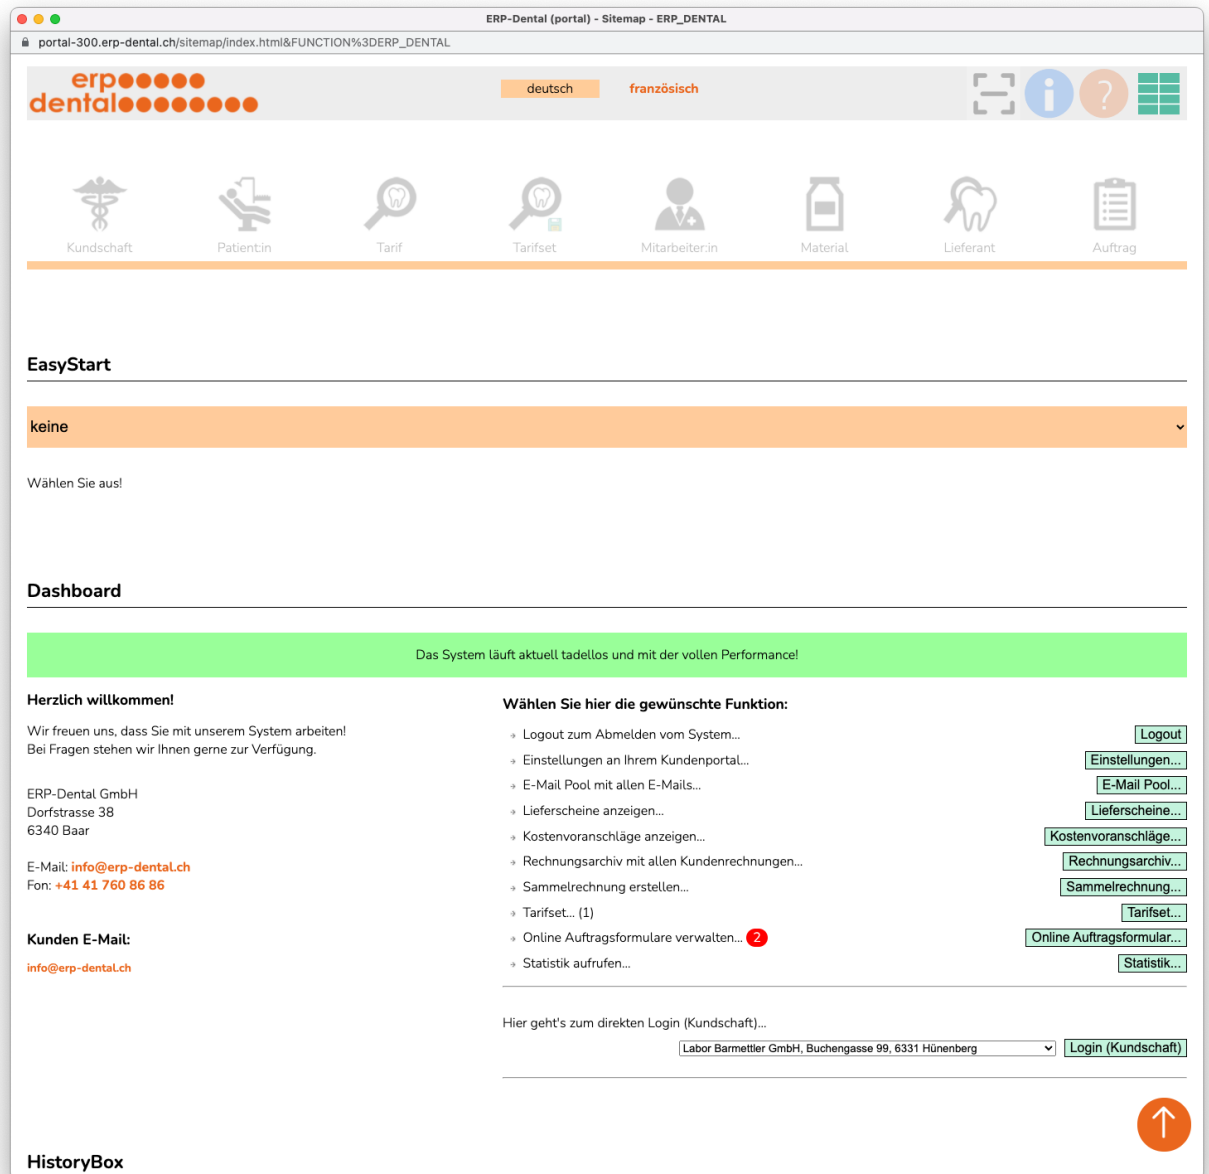 ERP-Dental (portal) - Sitemap - ERP_DENTAL
portal-300.erp-dental.ch/sitemap/index.html&FUNCTION%3DERP_DENTAL
erp
dental
deutsch
französisch
i
?
Kundschaft
Patient:in
Tarif
Tarifset
Mitarbeiter:in
Material
Lieferant
Auftrag
EasyStart
keine
Wählen Sie aus!
Dashboard
Das System läuft aktuell tadellos und mit der vollen Performance!
Herzlich willkommen!
Wir freuen uns, dass Sie mit unserem System arbeiten!
Bei Fragen stehen wir Ihnen gerne zur Verfügung.
ERP-Dental GmbH
Dorfstrasse 38
6340 Baar
E-Mail: info@erp-dental.ch
Fon: +41 41 760 86 86
Kunden E-Mail:
info@erp-dental.ch
Wählen Sie hier die gewünschte Funktion:
Logout zum Abmelden vom System... Logout
Einstellungen an Ihrem Kundenportal... Einstellungen...
E-Mail Pool mit allen E-Mails... E-Mail Pool...
Lieferscheine anzeigen... Lieferscheine...
Kostenvoranschläge anzeigen... Kostenvoranschläge...
Rechnungsarchiv mit allen Kundenrechnungen... Rechnungsarchiv...
Sammelrechnung erstellen... Sammelrechnung...
Tarifset... (1) Tarifset...
Online Auftragsformulare verwalten... 2 Online Auftragsformular...
Statistik aufrufen... Statistik...
Hier geht's zum direkten Login (Kundschaft)...
Labor Barmettler GmbH, Buchengasse 99, 6331 Hünenberg Login (Kundschaft)
HistoryBox